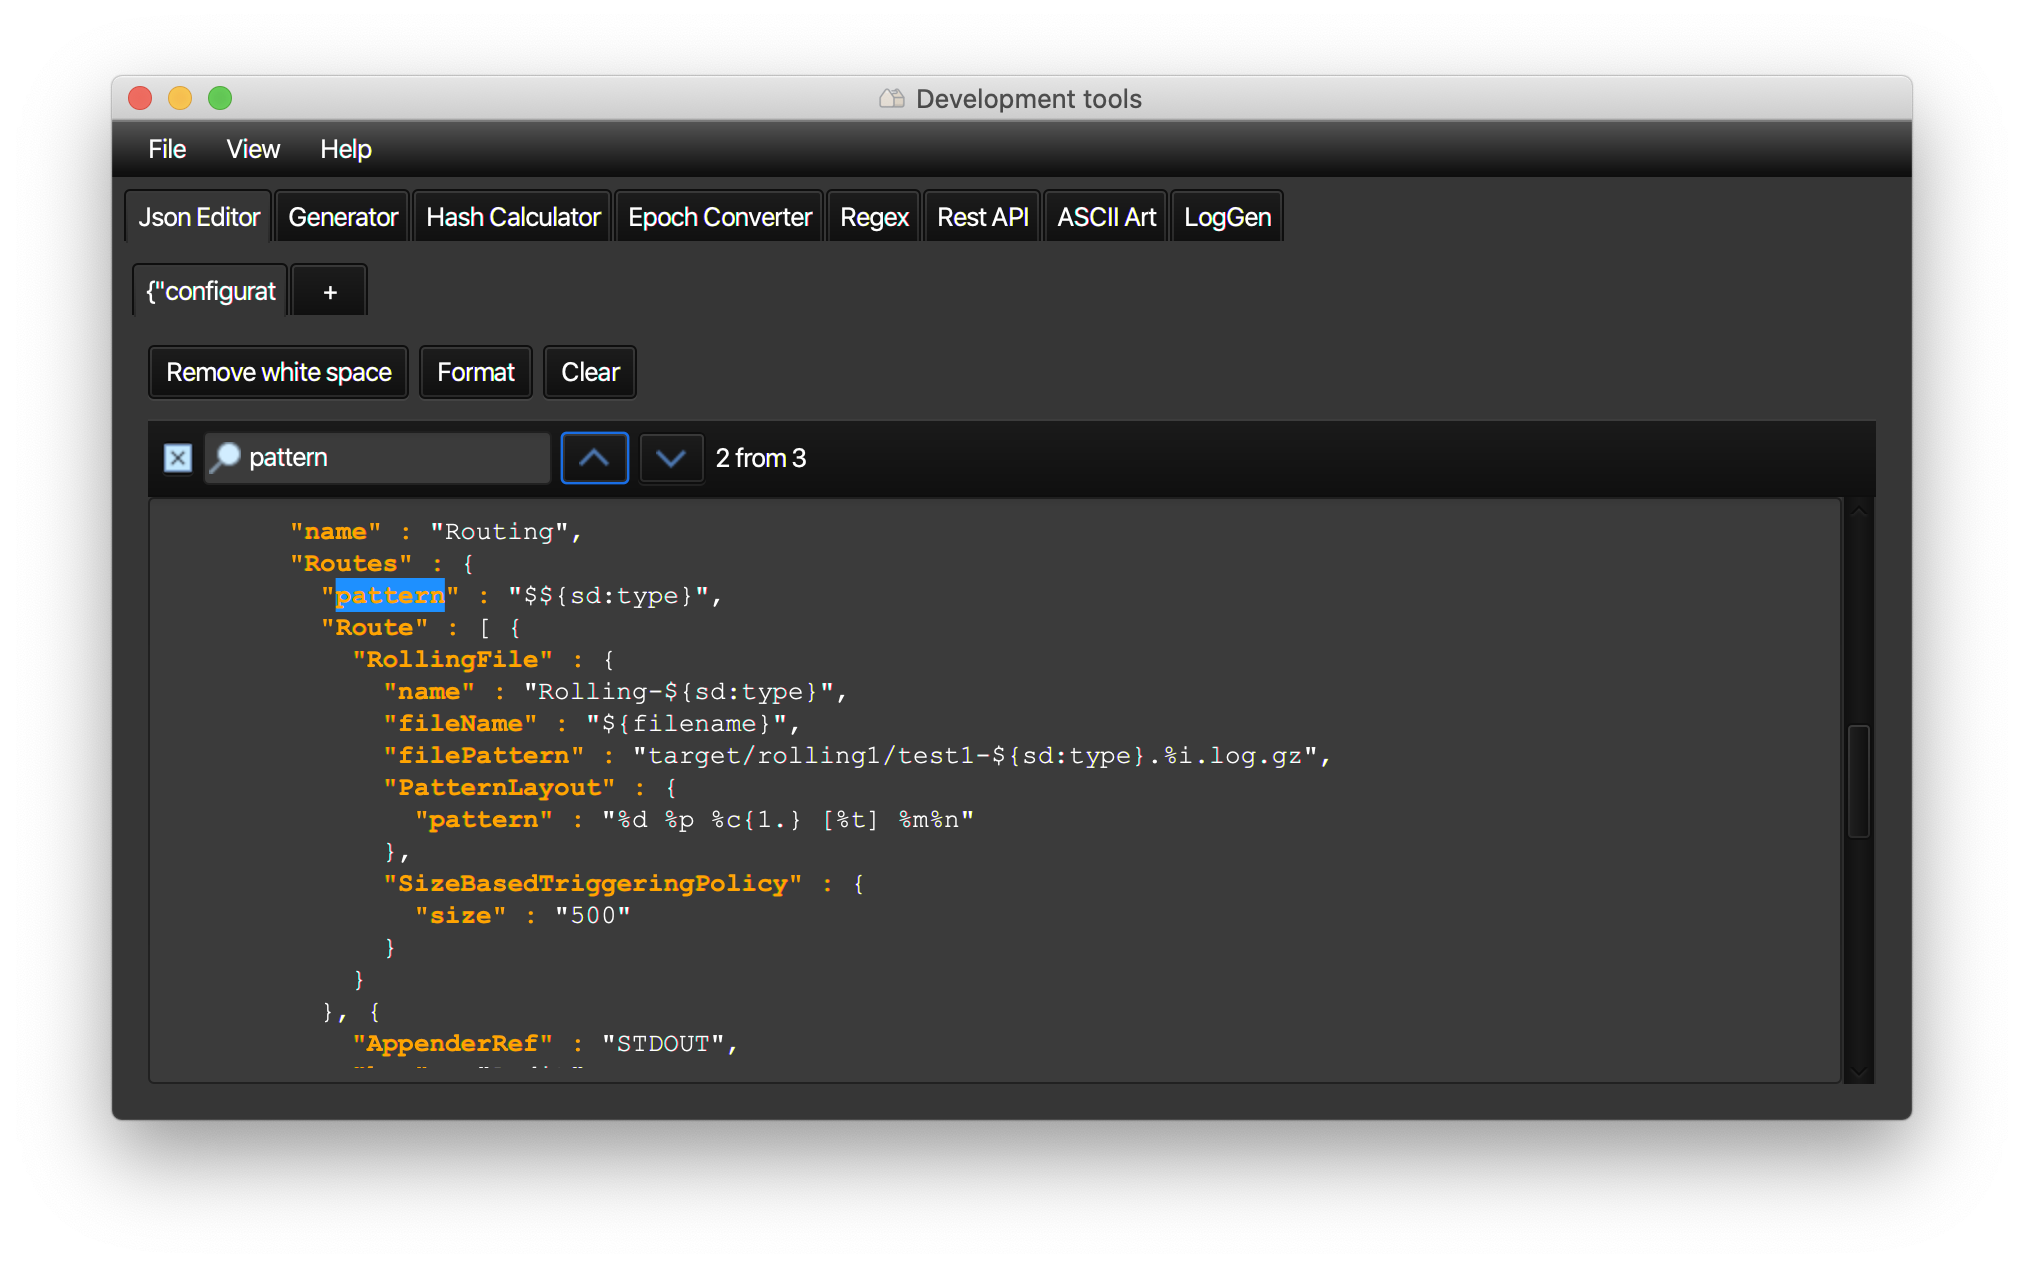 Development tools
File View Help
Json Editor Generator Hash Calculator Epoch Converter Regex Rest API ASCII Art LogGen
{"configurat +
Remove white space Format Clear
pattern 2 from 3
"name" : "Routing",
"Routes" : {
"pattern" : "$${sd:type}",
"Route" : [ {
"RollingFile" : {
"name" : "Rolling-${sd:type}",
"fileName" : "${filename}",
"filePattern" : "target/rolling1/test1-${sd:type}.%i.log.gz",
"PatternLayout" : {
"pattern" : "%d %p %c{1.} [%t] %m%n"
},
"SizeBasedTriggeringPolicy" : {
"size" : "500"
}
}
}, {
"AppenderRef" : "STDOUT",